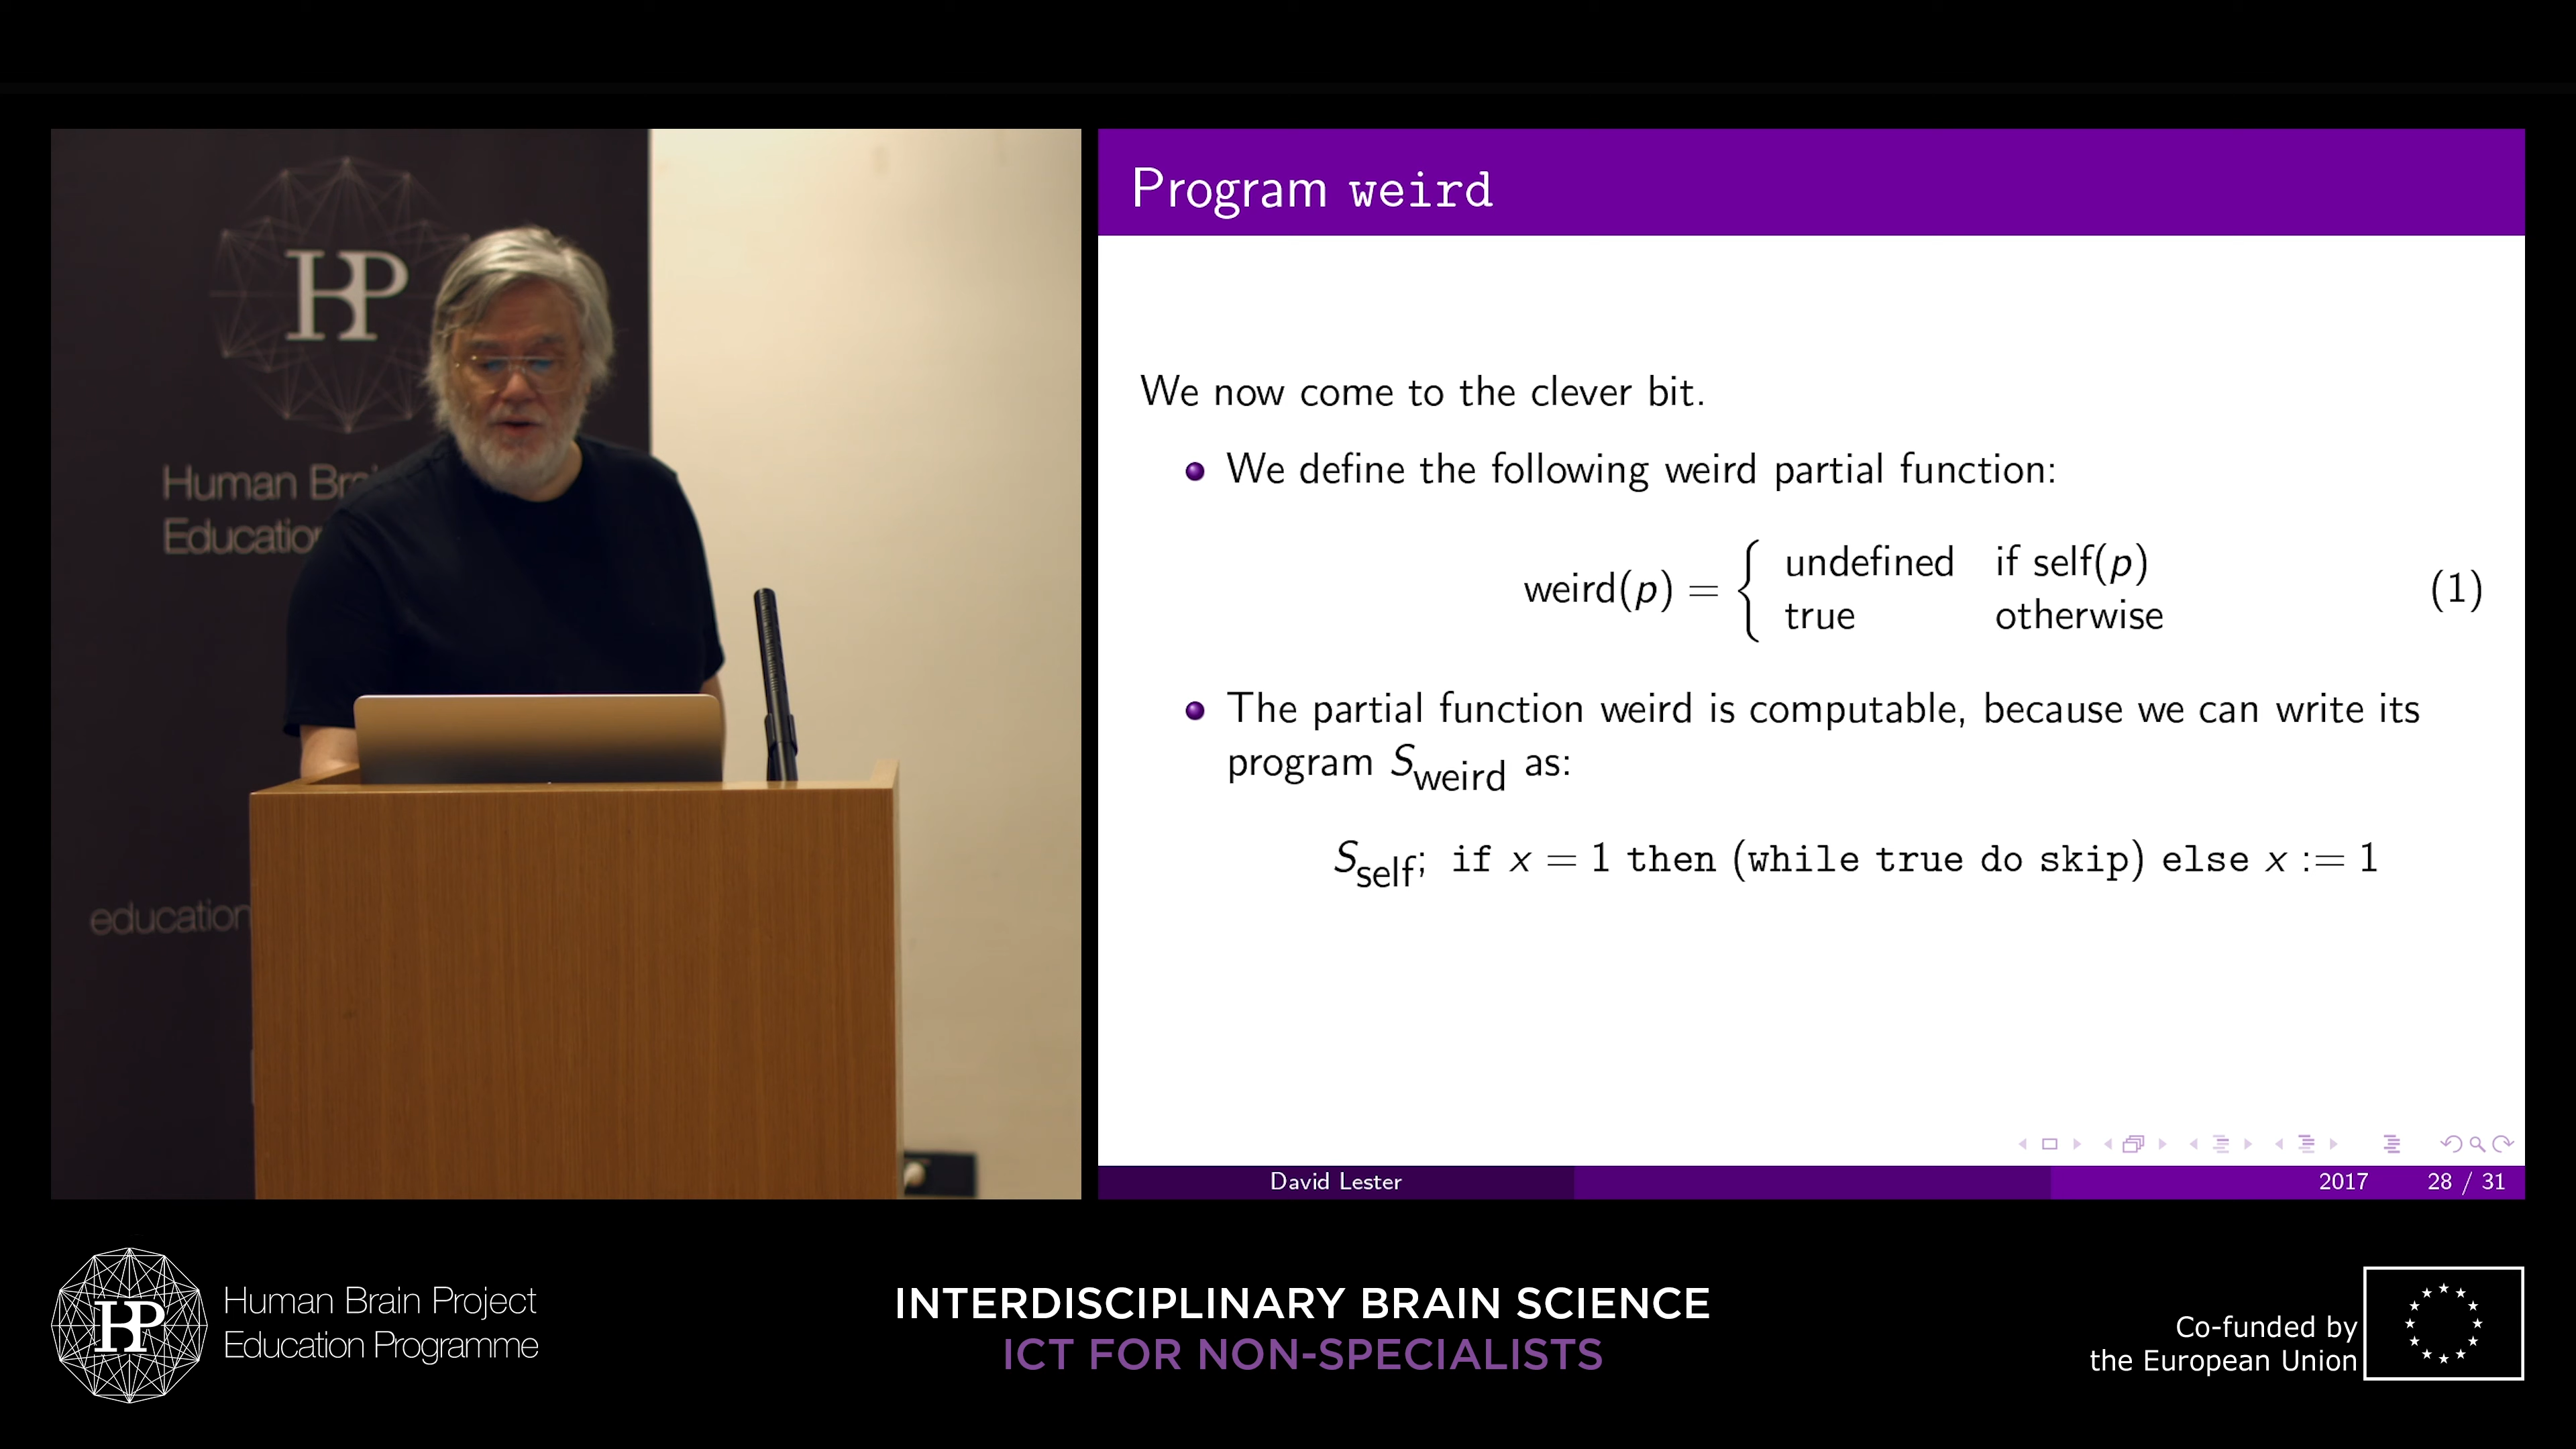 HP
Human Br
Education
education
Program weird
We now come to the clever bit.
We define the following weird partial function:
weird(p) = { undefined if self(p)
true otherwise
(1)
The partial function weird is computable, because we can write its
program S_weird as:
S_self; if x = 1 then (while true do skip) else x := 1
David Lester
2017
28 / 31
HP
Human Brain Project
Education Programme
INTERDISCIPLINARY BRAIN SCIENCE
ICT FOR NON-SPECIALISTS
Co-funded by
the European Union